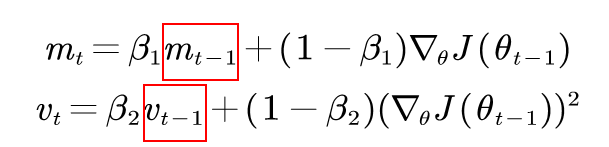 m_t = β_1 m_{t−1} + (1 − β_1)∇_θ J(θ_{t−1})
v_t = β_2 v_{t−1} + (1 − β_2)(∇_θ J(θ_{t−1}))^2